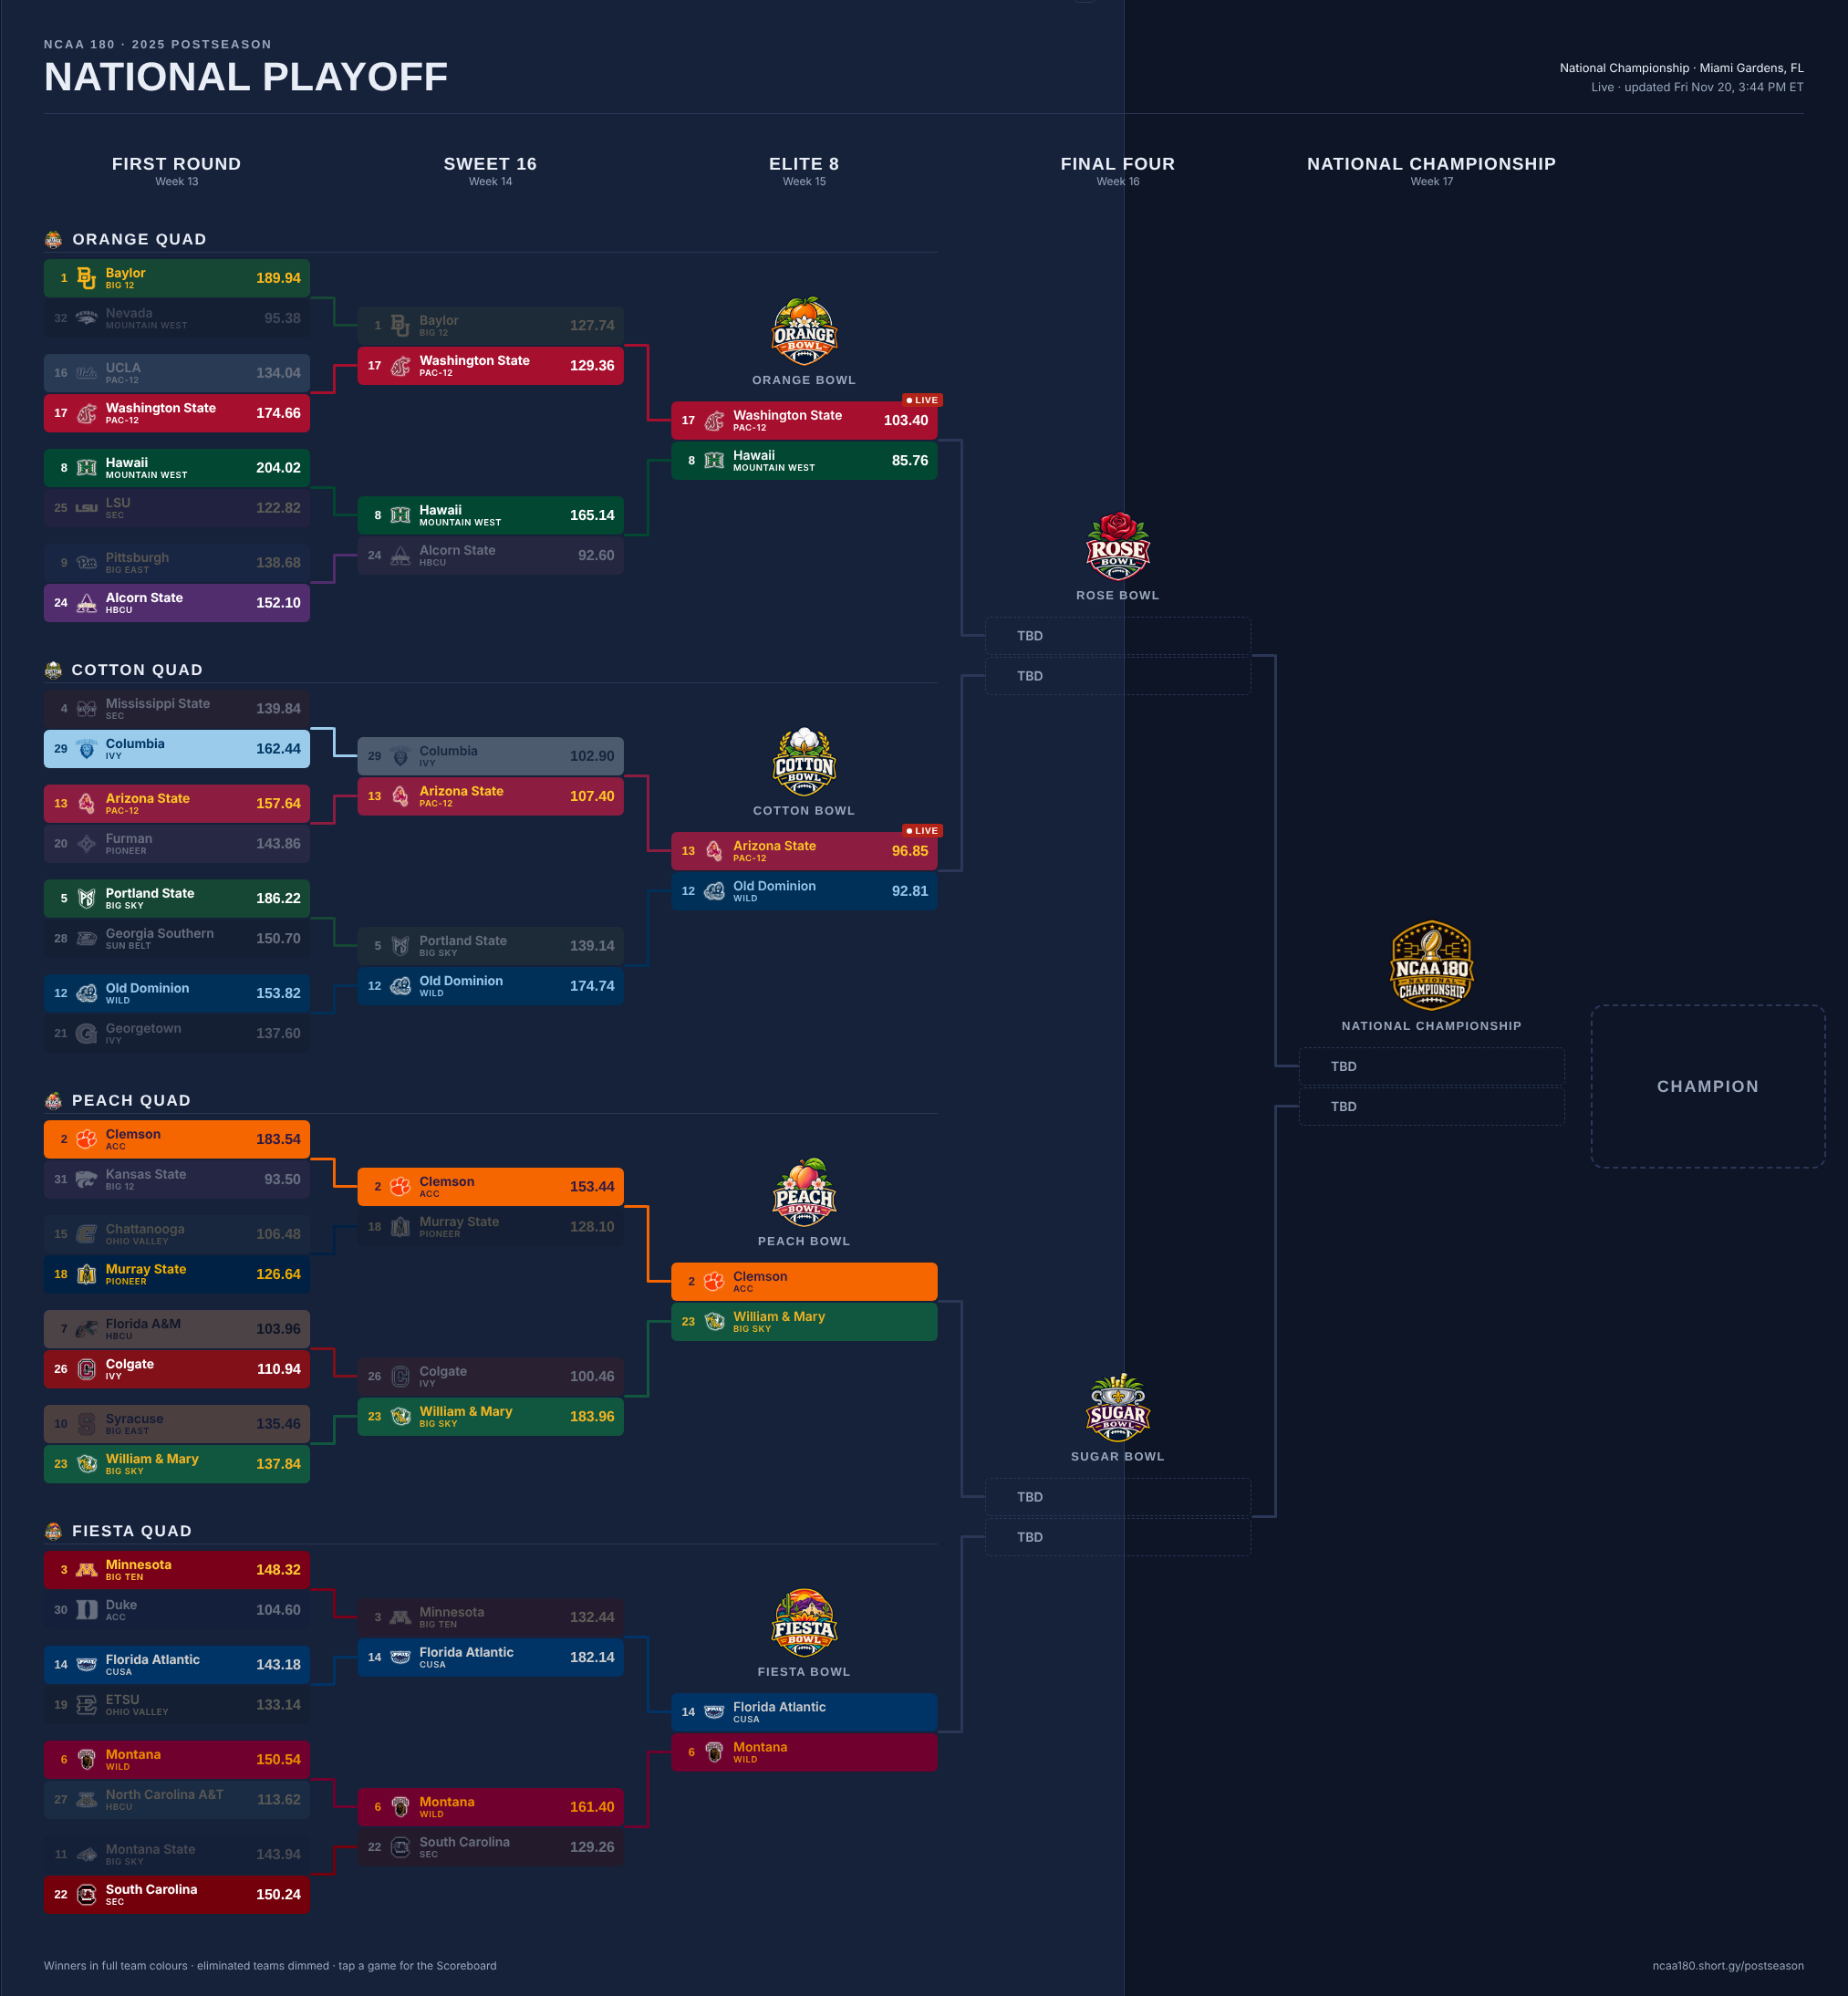 NCAA 180 · 2025 POSTSEASON
NATIONAL PLAYOFF
National Championship · Miami Gardens, FL
Live · updated Fri Nov 20, 3:44 PM ET
FIRST ROUND
Week 13
SWEET 16
Week 14
ELITE 8
Week 15
FINAL FOUR
Week 16
NATIONAL CHAMPIONSHIP
Week 17
ORANGE QUAD
1 Baylor 189.94
BIG 12
32 Nevada 95.38
MOUNTAIN WEST
16 UCLA 134.04
PAC-12
17 Washington State 174.66
PAC-12
8 Hawaii 204.02
MOUNTAIN WEST
25 LSU 122.82
SEC
9 Pittsburgh 138.68
BIG EAST
24 Alcorn State 152.10
HBCU
1 Baylor 127.74
BIG 12
17 Washington State 129.36
PAC-12
8 Hawaii 165.14
MOUNTAIN WEST
24 Alcorn State 92.60
HBCU
ORANGE BOWL
ORANGE BOWL
LIVE
17 Washington State 103.40
PAC-12
8 Hawaii 85.76
MOUNTAIN WEST
COTTON QUAD
4 Mississippi State 139.84
SEC
29 Columbia 162.44
IVY
13 Arizona State 157.64
PAC-12
20 Furman 143.86
PIONEER
5 Portland State 186.22
BIG SKY
28 Georgia Southern 150.70
SUN BELT
12 Old Dominion 153.82
WILD
21 Georgetown 137.60
IVY
29 Columbia 102.90
IVY
13 Arizona State 107.40
PAC-12
5 Portland State 139.14
BIG SKY
12 Old Dominion 174.74
WILD
COTTON BOWL
COTTON BOWL
LIVE
13 Arizona State 96.85
PAC-12
12 Old Dominion 92.81
WILD
ROSE BOWL
ROSE BOWL
TBD
TBD
PEACH QUAD
2 Clemson 183.54
ACC
31 Kansas State 93.50
BIG 12
15 Chattanooga 106.48
OHIO VALLEY
18 Murray State 126.64
PIONEER
7 Florida A&M 103.96
HBCU
26 Colgate 110.94
IVY
10 Syracuse 135.46
BIG EAST
23 William & Mary 137.84
BIG SKY
2 Clemson 153.44
ACC
18 Murray State 128.10
PIONEER
26 Colgate 100.46
IVY
23 William & Mary 183.96
BIG SKY
PEACH BOWL
PEACH BOWL
2 Clemson
ACC
23 William & Mary
BIG SKY
FIESTA QUAD
3 Minnesota 148.32
BIG TEN
30 Duke 104.60
ACC
14 Florida Atlantic 143.18
CUSA
19 ETSU 133.14
OHIO VALLEY
6 Montana 150.54
WILD
27 North Carolina A&T 113.62
HBCU
11 Montana State 143.94
BIG SKY
22 South Carolina 150.24
SEC
3 Minnesota 132.44
BIG TEN
14 Florida Atlantic 182.14
CUSA
6 Montana 161.40
WILD
22 South Carolina 129.26
SEC
FIESTA BOWL
FIESTA BOWL
14 Florida Atlantic
CUSA
6 Montana
WILD
SUGAR BOWL
SUGAR BOWL
TBD
TBD
NCAA 180
NATIONAL
CHAMPIONSHIP
NATIONAL CHAMPIONSHIP
TBD
TBD
CHAMPION
Winners in full team colours · eliminated teams dimmed · tap a game for the Scoreboard
ncaa180.short.gy/postseason